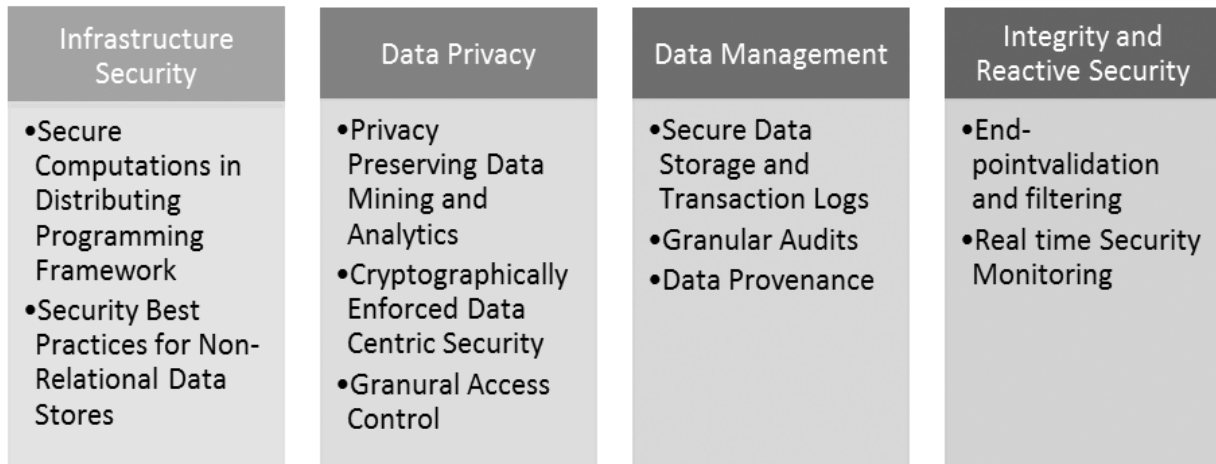 Infrastructure
Security
•Secure
Computations in
Distributing
Programming
Framework
•Security Best
Practices for Non-
Relational Data
Stores
Data Privacy
•Privacy
Preserving Data
Mining and
Analytics
•Cryptographically
Enforced Data
Centric Security
•Granural Access
Control
Data Management
•Secure Data
Storage and
Transaction Logs
•Granular Audits
•Data Provenance
Integrity and
Reactive Security
•End-
pointvalidation
and filtering
•Real time Security
Monitoring